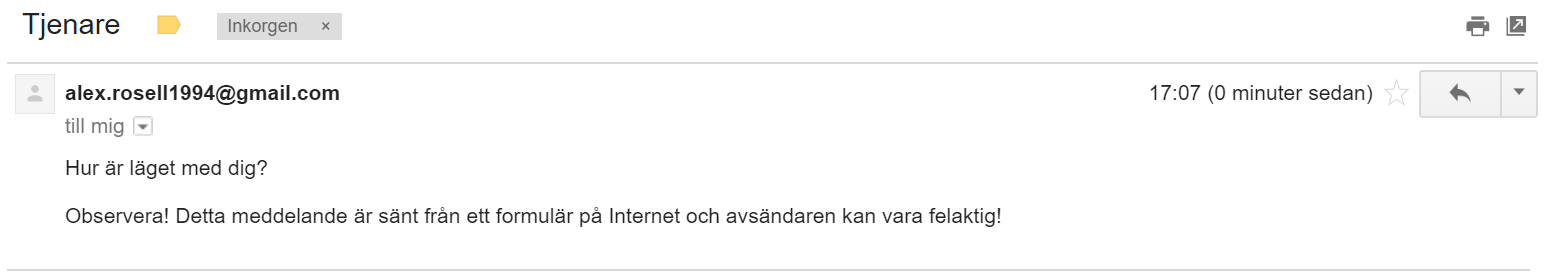 Tjenare Inkorgen ×
alex.rosell1994@gmail.com 17:07 (0 minuter sedan)
till mig
Hur är läget med dig?
Observera! Detta meddelande är sänt från ett formulär på Internet och avsändaren kan vara felaktig!